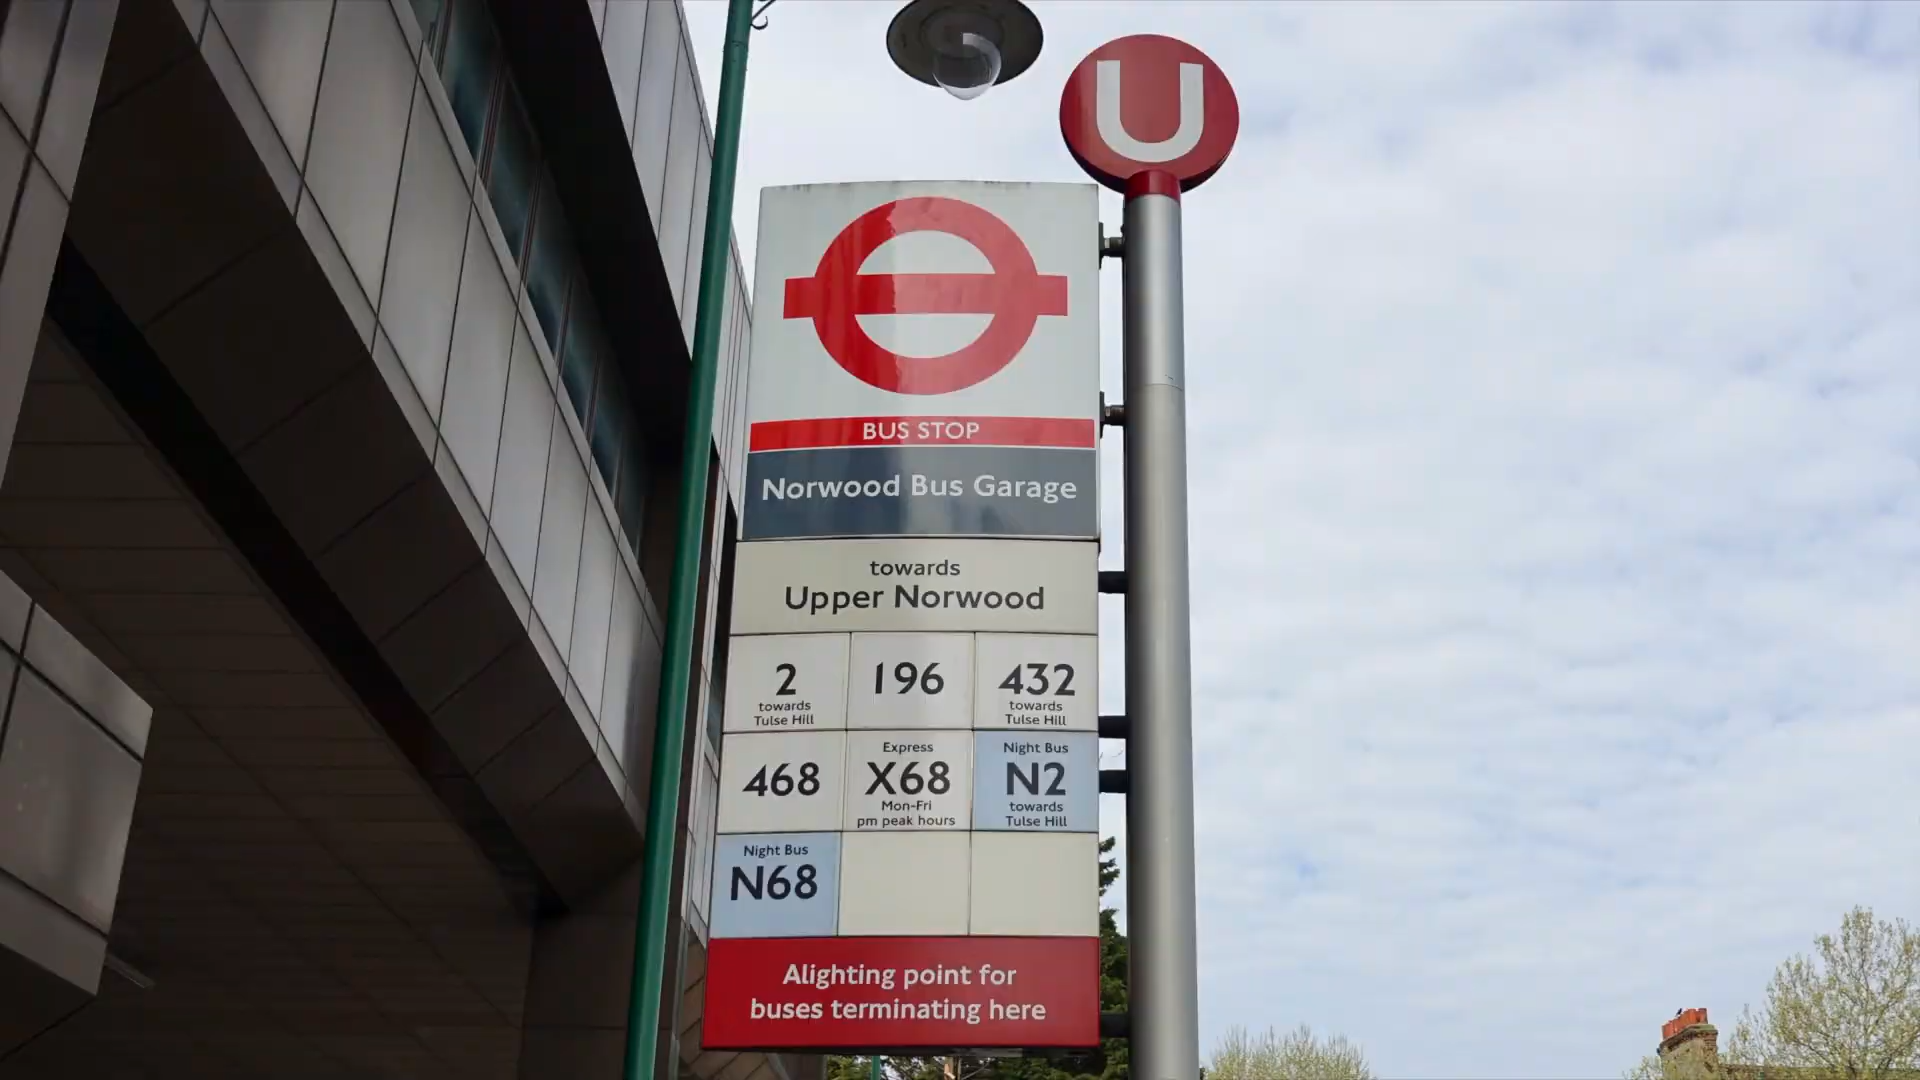 U
BUS STOP
Norwood Bus Garage
towards
Upper Norwood
2
towards
Tulse Hill
196
432
towards
Tulse Hill
468
Express
X68
Mon-Fri
pm peak hours
Night Bus
N2
towards
Tulse Hill
Night Bus
N68
Alighting point for
buses terminating here